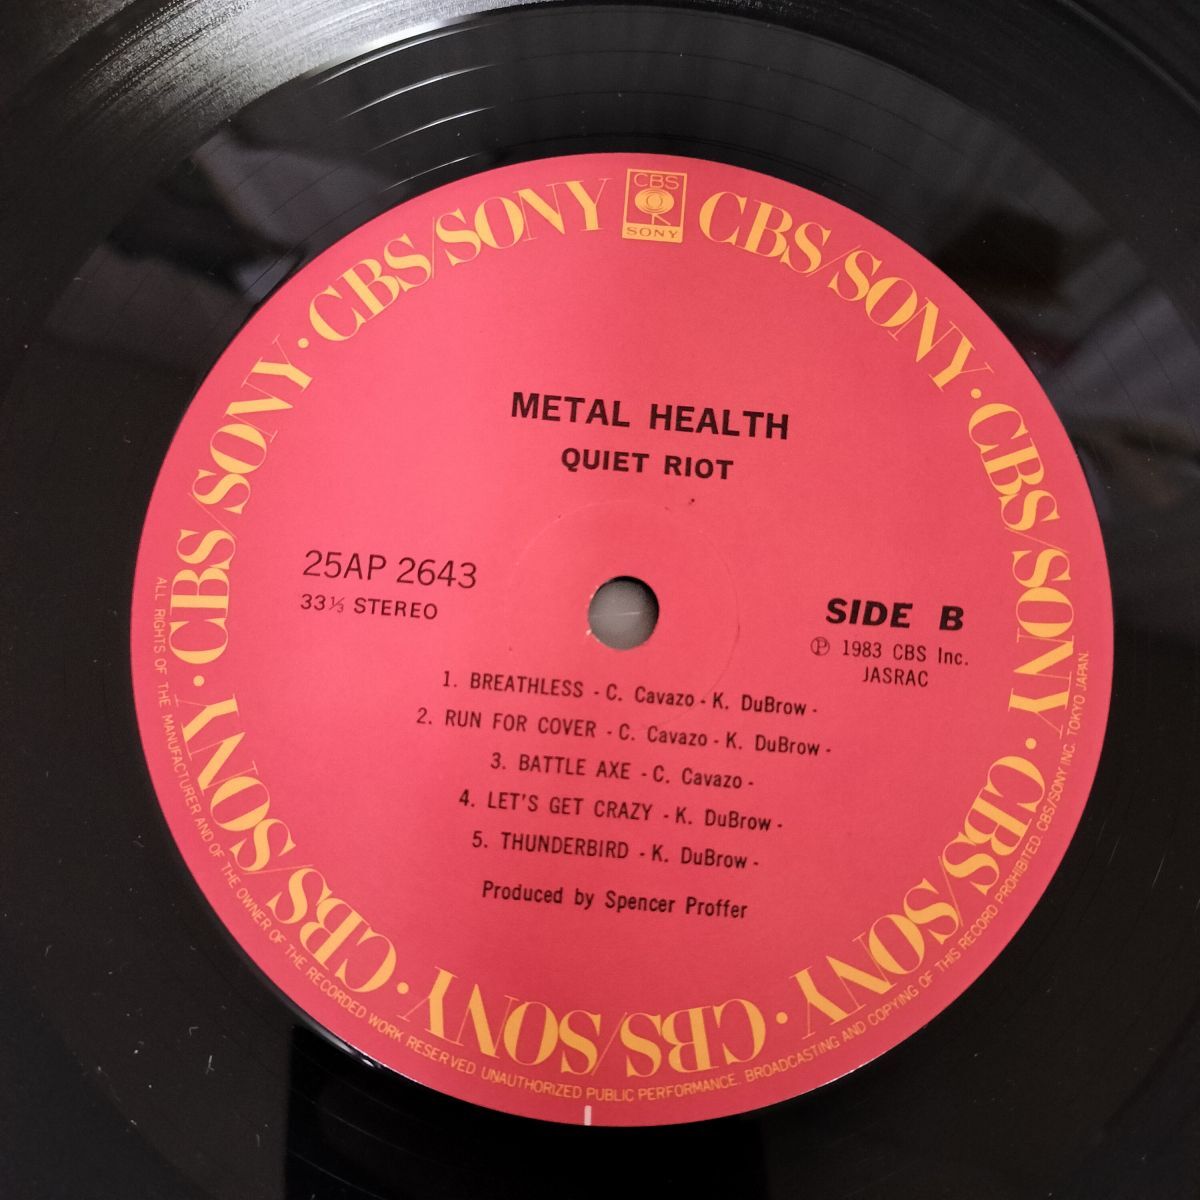 CBS
SONY
CBS/SONY · CBS/SONY · CBS/SONY · CBS/SONY · CBS/SONY · CBS/SONY · CBS/SONY · CBS/SONY
METAL HEALTH
QUIET RIOT
25AP 2643
33⅓ STEREO
SIDE B
Ⓟ 1983 CBS Inc.
JASRAC
1. BREATHLESS - C. Cavazo - K. DuBrow -
2. RUN FOR COVER - C. Cavazo - K. DuBrow -
3. BATTLE AXE - C. Cavazo -
4. LET'S GET CRAZY - K. DuBrow -
5. THUNDERBIRD - K. DuBrow -
Produced by Spencer Proffer
ALL RIGHTS OF THE MANUFACTURER AND OF THE OWNER OF THE RECORDED WORK RESERVED UNAUTHORIZED PUBLIC PERFORMANCE. BROADCASTING AND COPYING OF THIS RECORD PROHIBITED. CBS/SONY INC. TOKYO JAPAN.